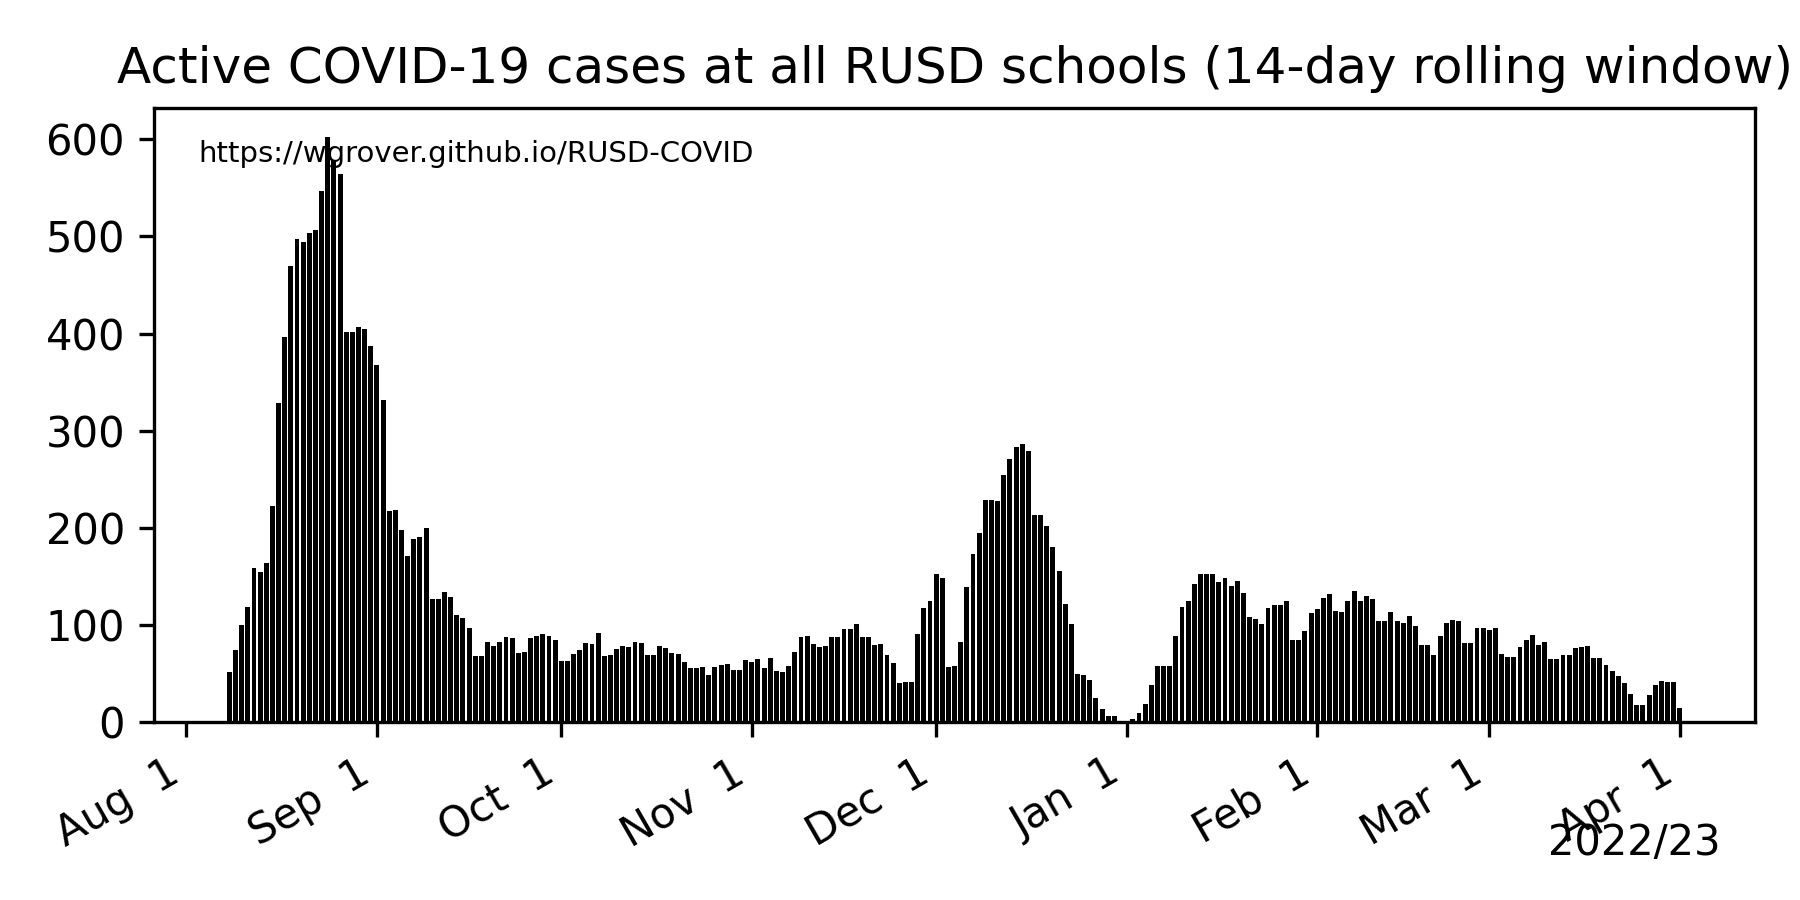 Active COVID-19 cases at all RUSD schools (14-day rolling window)
https://wgrover.github.io/RUSD-COVID
600
500
400
300
200
100
0
Aug 1
Sep 1
Oct 1
Nov 1
Dec 1
Jan 1
Feb 1
Mar 1
Apr 1
2022/23